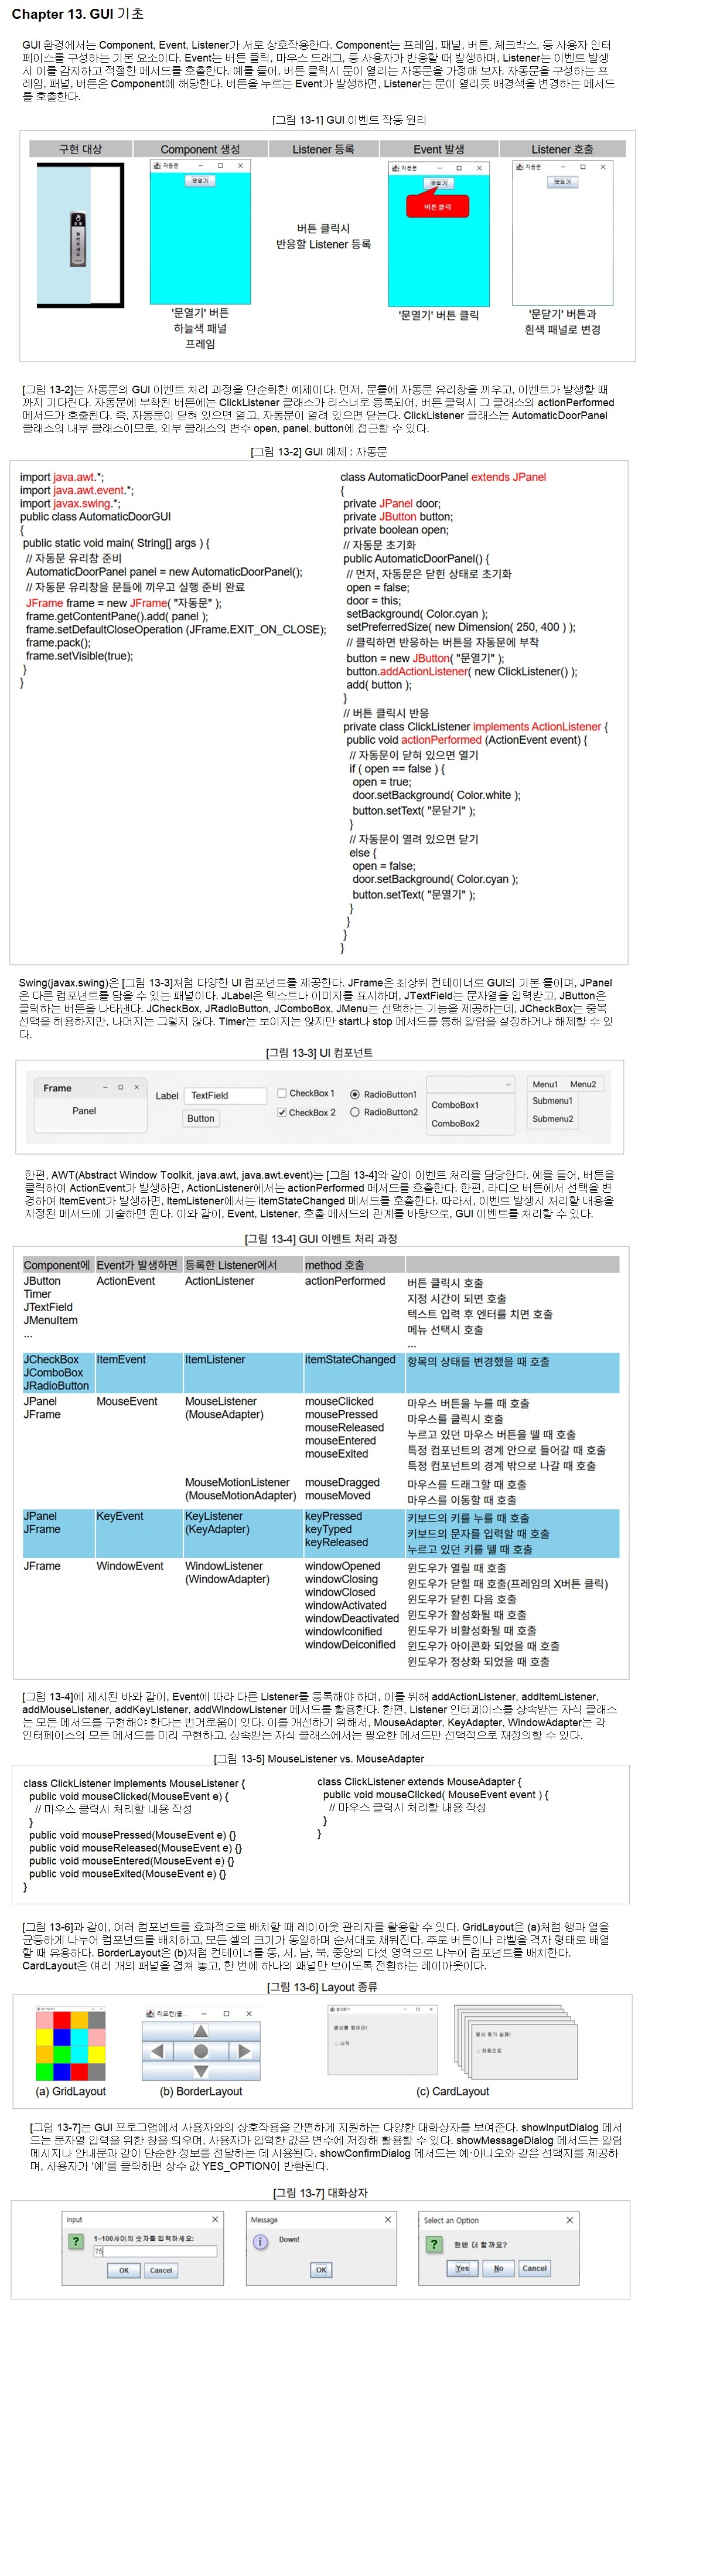 Chapter 13. GUI 기초
GUI 환경에서는 Component, Event, Listener가 서로 상호작용한다. Component는 프레임, 패널, 버튼, 체크박스, 등 사용자 인터
페이스를 구성하는 기본 요소이다. Event는 버튼 클릭, 마우스 드래그, 등 사용자가 반응할 때 발생하며, Listener는 이벤트 발생
시 이를 감지하고 적절한 메서드를 호출한다. 예를 들어, 버튼 클릭시 문이 열리는 자동문을 가정해 보자. 자동문을 구성하는 프
레임, 패널, 버튼은 Component에 해당한다. 버튼을 누르는 Event가 발생하면, Listener는 문이 열리듯 배경색을 변경하는 메서드
를 호출한다.
[그림 13-1] GUI 이벤트 작동 원리
구현 대상 Component 생성 Listener 등록 Event 발생 Listener 호출
자동문 자동문 자동문
문열기 문열기 문닫기
버튼 클릭
버튼 클릭시
반응할 Listener 등록
'문열기' 버튼
하늘색 패널
프레임
'문열기' 버튼 클릭
'문닫기' 버튼과
흰색 패널로 변경
[그림 13-2]는 자동문의 GUI 이벤트 처리 과정을 단순화한 예제이다. 먼저, 문틀에 자동문 유리창을 끼우고, 이벤트가 발생할 때
까지 기다린다. 자동문에 부착된 버튼에는 ClickListener 클래스가 리스너로 등록되어, 버튼 클릭시 그 클래스의 actionPerformed
메서드가 호출된다. 즉, 자동문이 닫혀 있으면 열고, 자동문이 열려 있으면 닫는다. ClickListener 클래스는 AutomaticDoorPanel
클래스의 내부 클래스이므로, 외부 클래스의 변수 open, panel, button에 접근할 수 있다.
[그림 13-2] GUI 예제 : 자동문
import java.awt.*;
import java.awt.event.*;
import javax.swing.*;
public class AutomaticDoorGUI
{
public static void main( String[] args ) {
// 자동문 유리창 준비
AutomaticDoorPanel panel = new AutomaticDoorPanel();
// 자동문 유리창을 문틀에 끼우고 실행 준비 완료
JFrame frame = new JFrame( "자동문" );
frame.getContentPane().add( panel );
frame.setDefaultCloseOperation (JFrame.EXIT_ON_CLOSE);
frame.pack();
frame.setVisible(true);
}
}
class AutomaticDoorPanel extends JPanel
{
private JPanel door;
private JButton button;
private boolean open;
// 자동문 초기화
public AutomaticDoorPanel() {
// 먼저, 자동문은 닫힌 상태로 초기화
open = false;
door = this;
setBackground( Color.cyan );
setPreferredSize( new Dimension( 250, 400 ) );
// 클릭하면 반응하는 버튼을 자동문에 부착
button = new JButton( "문열기" );
button.addActionListener( new ClickListener() );
add( button );
}
// 버튼 클릭시 반응
private class ClickListener implements ActionListener {
public void actionPerformed (ActionEvent event) {
// 자동문이 닫혀 있으면 열기
if ( open == false ) {
open = true;
door.setBackground( Color.white );
button.setText( "문닫기" );
}
// 자동문이 열려 있으면 닫기
else {
open = false;
door.setBackground( Color.cyan );
button.setText( "문열기" );
}
}
}
}
Swing(javax.swing)은 [그림 13-3]처럼 다양한 UI 컴포넌트를 제공한다. JFrame은 최상위 컨테이너로 GUI의 기본 틀이며, JPanel
은 다른 컴포넌트를 담을 수 있는 패널이다. JLabel은 텍스트나 이미지를 표시하며, JTextField는 문자열을 입력받고, JButton은
클릭하는 버튼을 나타낸다. JCheckBox, JRadioButton, JComboBox, JMenu는 선택하는 기능을 제공하는데, JCheckBox는 중복
선택을 허용하지만, 나머지는 그렇지 않다. Timer는 보이지는 않지만 start나 stop 메서드를 통해 알람을 설정하거나 해제할 수 있
다.
[그림 13-3] UI 컴포넌트
Frame
Panel
Label TextField
Button
CheckBox 1
CheckBox 2
RadioButton1
RadioButton2
ComboBox1
ComboBox2
Menu1 Menu2
Submenu1
Submenu2
한편, AWT(Abstract Window Toolkit, java.awt, java.awt.event)는 [그림 13-4]와 같이 이벤트 처리를 담당한다. 예를 들어, 버튼을
클릭하여 ActionEvent가 발생하면, ActionListener에서는 actionPerformed 메서드를 호출한다. 한편, 라디오 버튼에서 선택을 변
경하여 ItemEvent가 발생하면, ItemListener에서는 itemStateChanged 메서드를 호출한다. 따라서, 이벤트 발생시 처리할 내용을
지정된 메서드에 기술하면 된다. 이와 같이, Event, Listener, 호출 메서드의 관계를 바탕으로, GUI 이벤트를 처리할 수 있다.
[그림 13-4] GUI 이벤트 처리 과정
Component에 Event가 발생하면 등록한 Listener에서 method 호출
JButton ActionEvent ActionListener actionPerformed 버튼 클릭시 호출
Timer 지정 시간이 되면 호출
JTextField 텍스트 입력 후 엔터를 치면 호출
JMenuItem 메뉴 선택시 호출
... ...
JCheckBox ItemEvent ItemListener itemStateChanged 항목의 상태를 변경했을 때 호출
JComboBox
JRadioButton
JPanel MouseEvent MouseListener mouseClicked 마우스 버튼을 누를 때 호출
JFrame (MouseAdapter) mousePressed 마우스를 클릭시 호출
mouseReleased 누르고 있던 마우스 버튼을 뗄 때 호출
mouseEntered 특정 컴포넌트의 경계 안으로 들어갈 때 호출
mouseExited 특정 컴포넌트의 경계 밖으로 나갈 때 호출
MouseMotionListener mouseDragged 마우스를 드래그할 때 호출
(MouseMotionAdapter) mouseMoved 마우스를 이동할 때 호출
JPanel KeyEvent KeyListener keyPressed 키보드의 키를 누를 때 호출
JFrame (KeyAdapter) keyTyped 키보드의 문자를 입력할 때 호출
keyReleased 누르고 있던 키를 뗄 때 호출
JFrame WindowEvent WindowListener windowOpened 윈도우가 열릴 때 호출
(WindowAdapter) windowClosing 윈도우가 닫힐 때 호출(프레임의 X버튼 클릭)
windowClosed 윈도우가 닫힌 다음 호출
windowActivated 윈도우가 활성화될 때 호출
windowDeactivated 윈도우가 비활성화될 때 호출
windowIconified 윈도우가 아이콘화 되었을 때 호출
windowDeiconified 윈도우가 정상화 되었을 때 호출
[그림 13-4]에 제시된 바와 같이, Event에 따라 다른 Listener를 등록해야 하며, 이를 위해 addActionListener, addItemListener,
addMouseListener, addKeyListener, addWindowListener 메서드를 활용한다. 한편, Listener 인터페이스를 상속받는 자식 클래스
는 모든 메서드를 구현해야 한다는 번거로움이 있다. 이를 개선하기 위해서, MouseAdapter, KeyAdapter, WindowAdapter는 각
인터페이스의 모든 메서드를 미리 구현하고, 상속받는 자식 클래스에서는 필요한 메서드만 선택적으로 재정의할 수 있다.
[그림 13-5] MouseListener vs. MouseAdapter
class ClickListener implements MouseListener {
public void mouseClicked(MouseEvent e) {
// 마우스 클릭시 처리할 내용 작성
}
public void mousePressed(MouseEvent e) {}
public void mouseReleased(MouseEvent e) {}
public void mouseEntered(MouseEvent e) {}
public void mouseExited(MouseEvent e) {}
}
class ClickListener extends MouseAdapter {
public void mouseClicked( MouseEvent event ) {
// 마우스 클릭시 처리할 내용 작성
}
}
[그림 13-6]과 같이, 여러 컴포넌트를 효과적으로 배치할 때 레이아웃 관리자를 활용할 수 있다. GridLayout은 (a)처럼 행과 열을
균등하게 나누어 컴포넌트를 배치하고, 모든 셀의 크기가 동일하며 순서대로 채워진다. 주로 버튼이나 라벨을 격자 형태로 배열
할 때 유용하다. BorderLayout은 (b)처럼 컨테이너를 동, 서, 남, 북, 중앙의 다섯 영역으로 나누어 컴포넌트를 배치한다.
CardLayout은 여러 개의 패널을 겹쳐 놓고, 한 번에 하나의 패널만 보이도록 전환하는 레이아웃이다.
[그림 13-6] Layout 종류
리모컨(클...
열쇠를 찾아라!
시작
열쇠 찾기 실패!
처음으로
(a) GridLayout (b) BorderLayout (c) CardLayout
[그림 13-7]는 GUI 프로그램에서 사용자와의 상호작용을 간편하게 지원하는 다양한 대화상자를 보여준다. showInputDialog 메서
드는 문자열 입력을 위한 창을 띄우며, 사용자가 입력한 값은 변수에 저장해 활용할 수 있다. showMessageDialog 메서드는 알림
메시지나 안내문과 같이 단순한 정보를 전달하는 데 사용된다. showConfirmDialog 메서드는 예·아니오와 같은 선택지를 제공하
며, 사용자가 '예'를 클릭하면 상수 값 YES_OPTION이 반환된다.
[그림 13-7] 대화상자
Input
1~100사이의 숫자를 입력하세요:
75
OK Cancel
Message
Down!
OK
Select an Option
한번 더 할까요?
Yes No Cancel